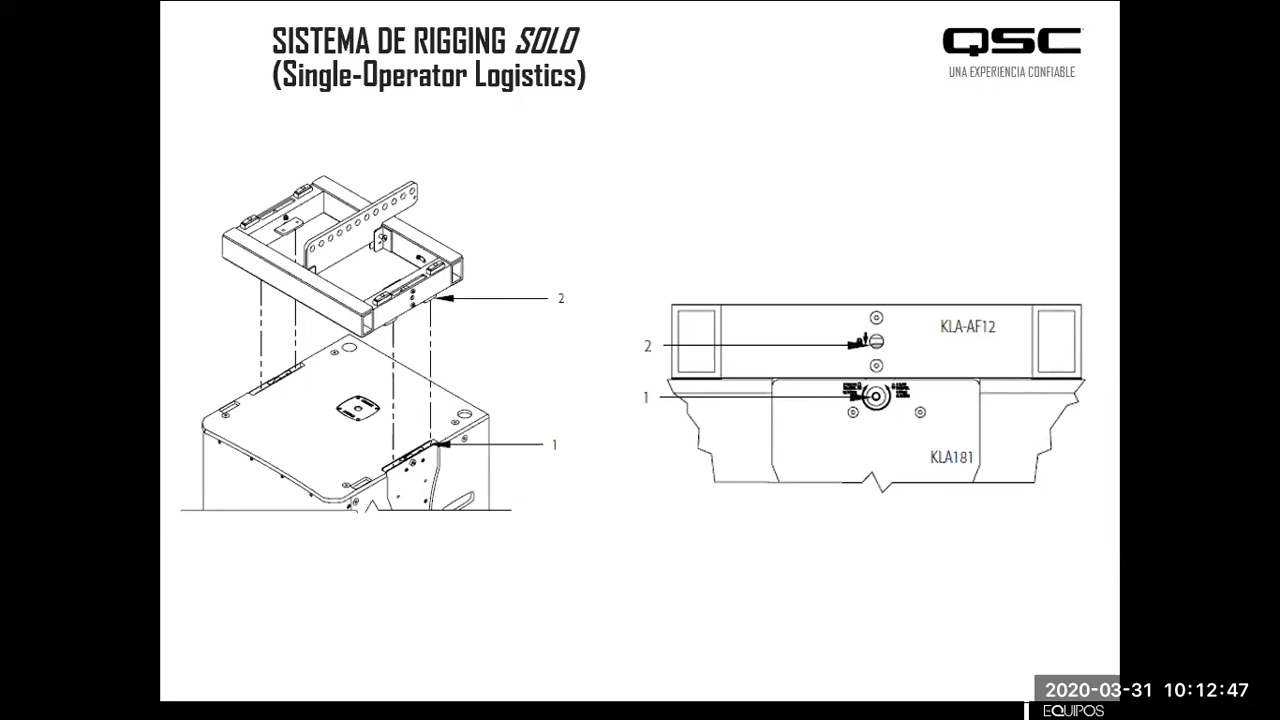 SISTEMA DE RIGGING SOLO
(Single-Operator Logistics)
QSC
UNA EXPERIENCIA CONFIABLE
2
1
KLA-AF12
2
1
KLA181
2020-03-31 10:12:47
EQUIPOS